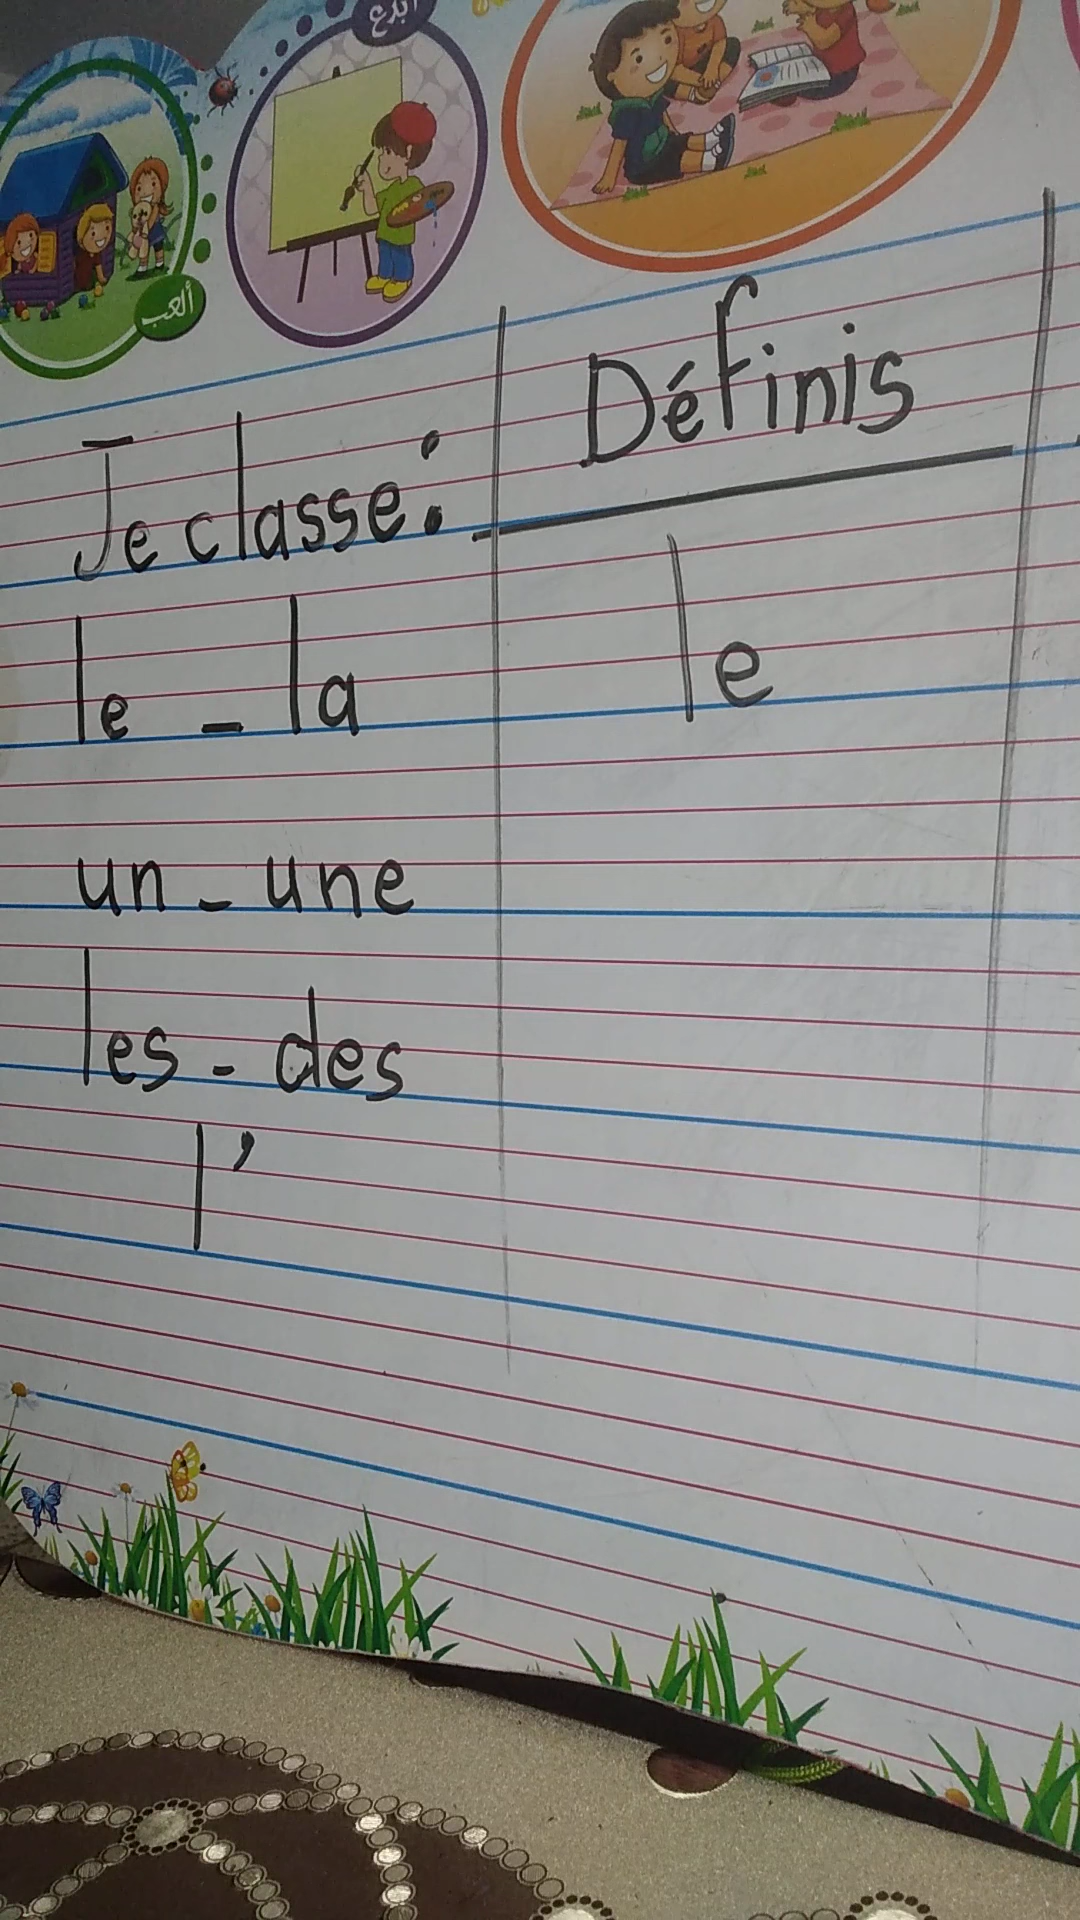 أبدع
ألعب
Je classe :
Définis
le - la
le
un - une
les - des
l'